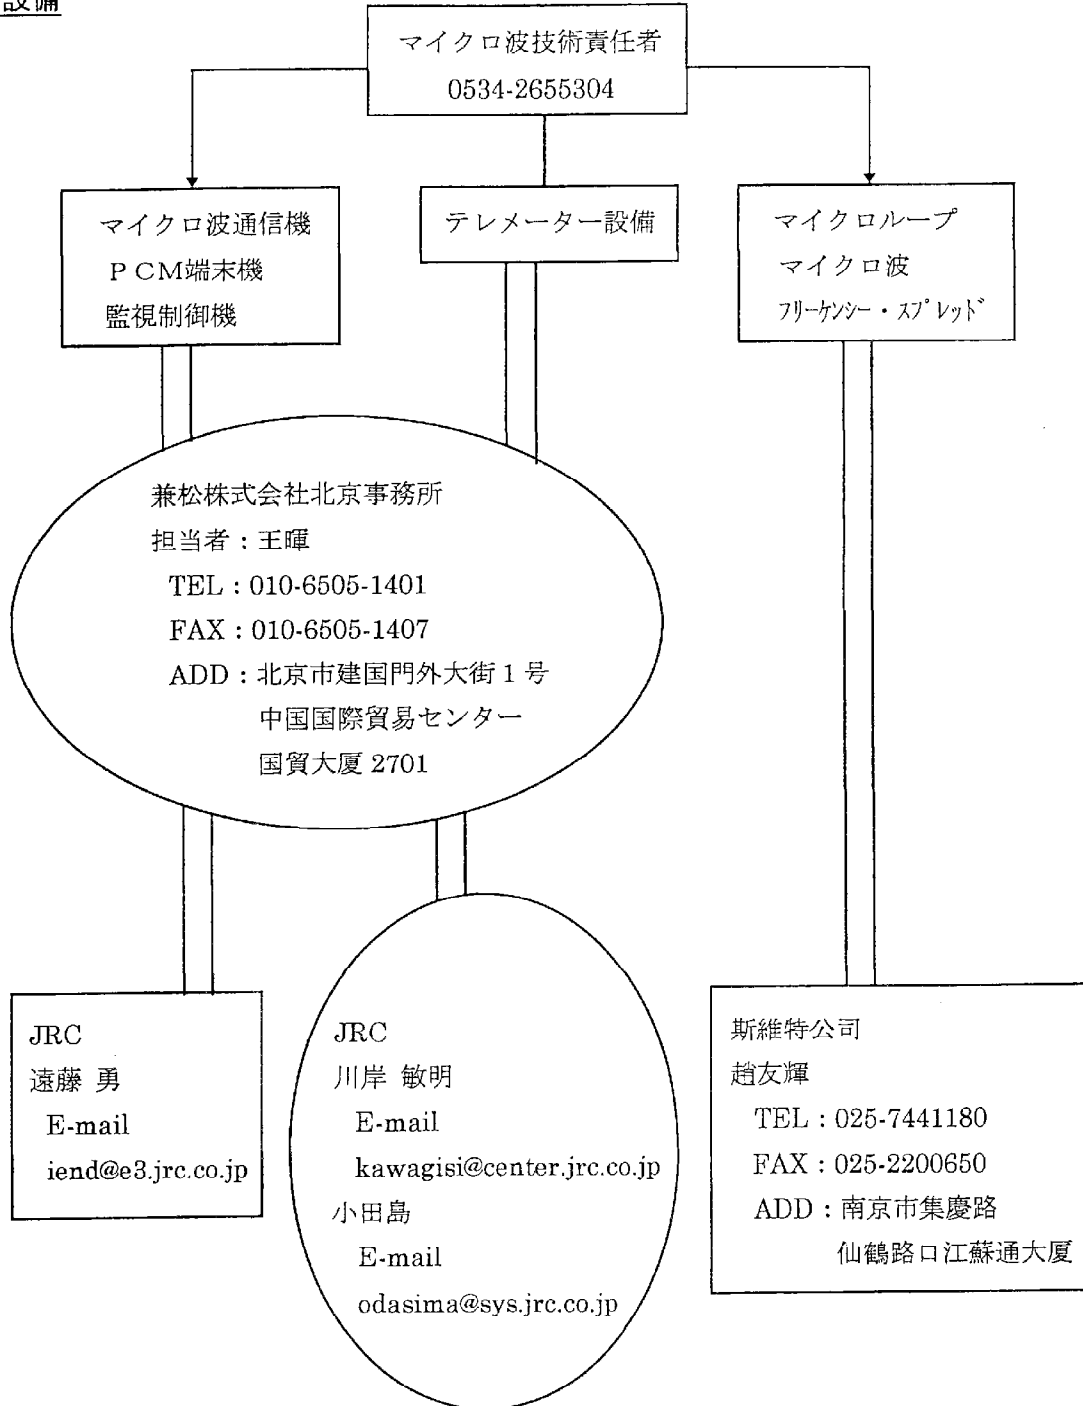 設備
マイクロ波技術責任者
0534-2655304
マイクロ波通信機
ＰＣＭ端末機
監視制御機
テレメーター設備
マイクロループ
マイクロ波
ﾌﾘｰｹﾝｼｰ・ｽﾌﾟﾚｯﾄﾞ
兼松株式会社北京事務所
担当者：王暉
TEL：010-6505-1401
FAX：010-6505-1407
ADD：北京市建国門外大街１号
中国国際貿易センター
国貿大厦 2701
JRC
遠藤 勇
E-mail
iend@e3.jrc.co.jp
JRC
川岸 敏明
E-mail
kawagisi@center.jrc.co.jp
小田島
E-mail
odasima@sys.jrc.co.jp
斯維特公司
趙友輝
TEL：025-7441180
FAX：025-2200650
ADD：南京市集慶路
仙鶴路口江蘇通大厦